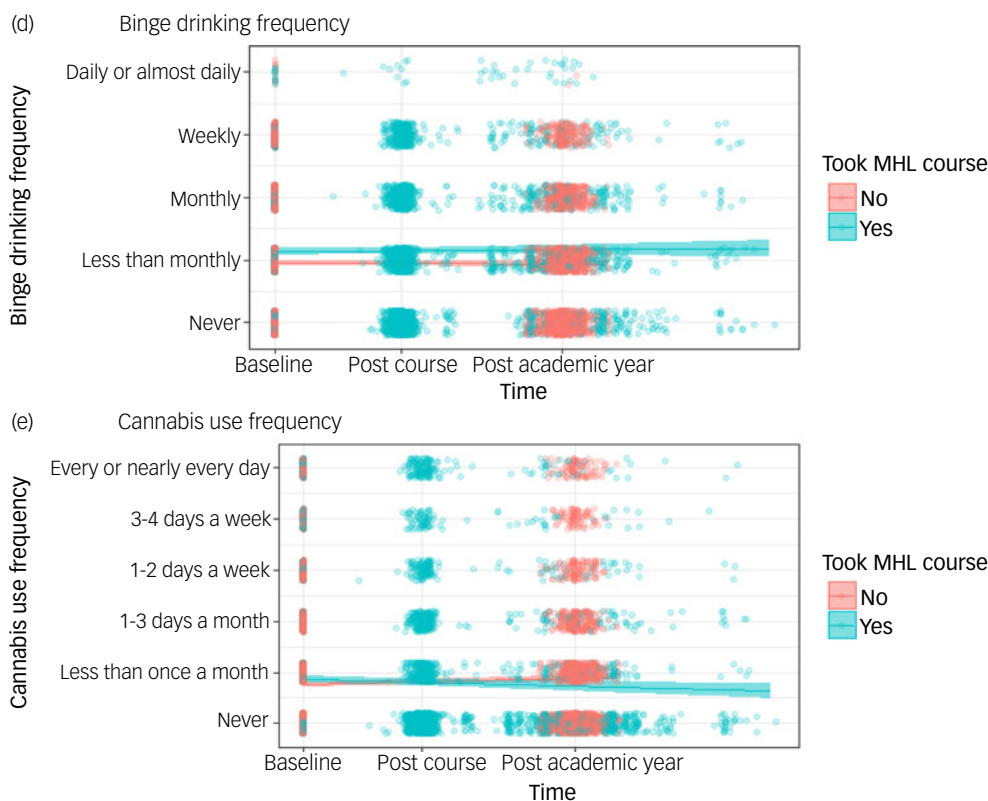 (d) Binge drinking frequency
Binge drinking frequency
Daily or almost daily
Weekly
Monthly
Less than monthly
Never
Baseline Post course Post academic year
Time
Took MHL course
No
Yes
(e) Cannabis use frequency
Cannabis use frequency
Every or nearly every day
3-4 days a week
1-2 days a week
1-3 days a month
Less than once a month
Never
Baseline Post course Post academic year
Time
Took MHL course
No
Yes